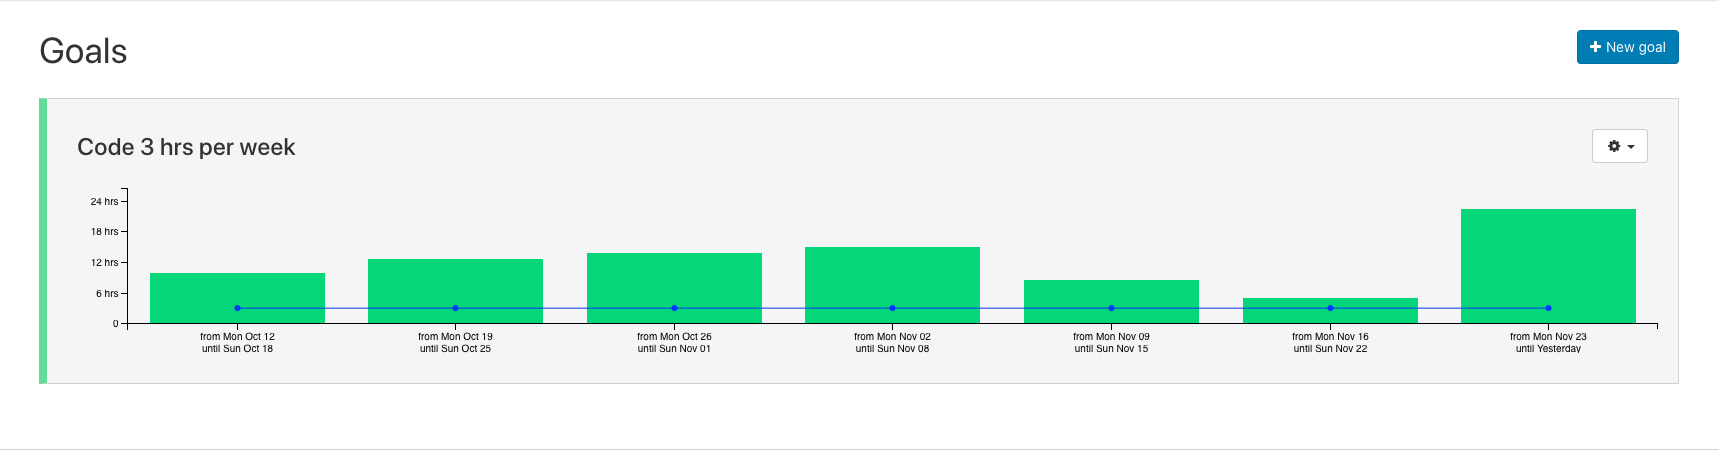 Goals
New goal
Code 3 hrs per week
24 hrs
18 hrs
12 hrs
6 hrs
0
from Mon Oct 12
until Sun Oct 18
from Mon Oct 19
until Sun Oct 25
from Mon Oct 26
until Sun Nov 01
from Mon Nov 02
until Sun Nov 08
from Mon Nov 09
until Sun Nov 15
from Mon Nov 16
until Sun Nov 22
from Mon Nov 23
until Yesterday